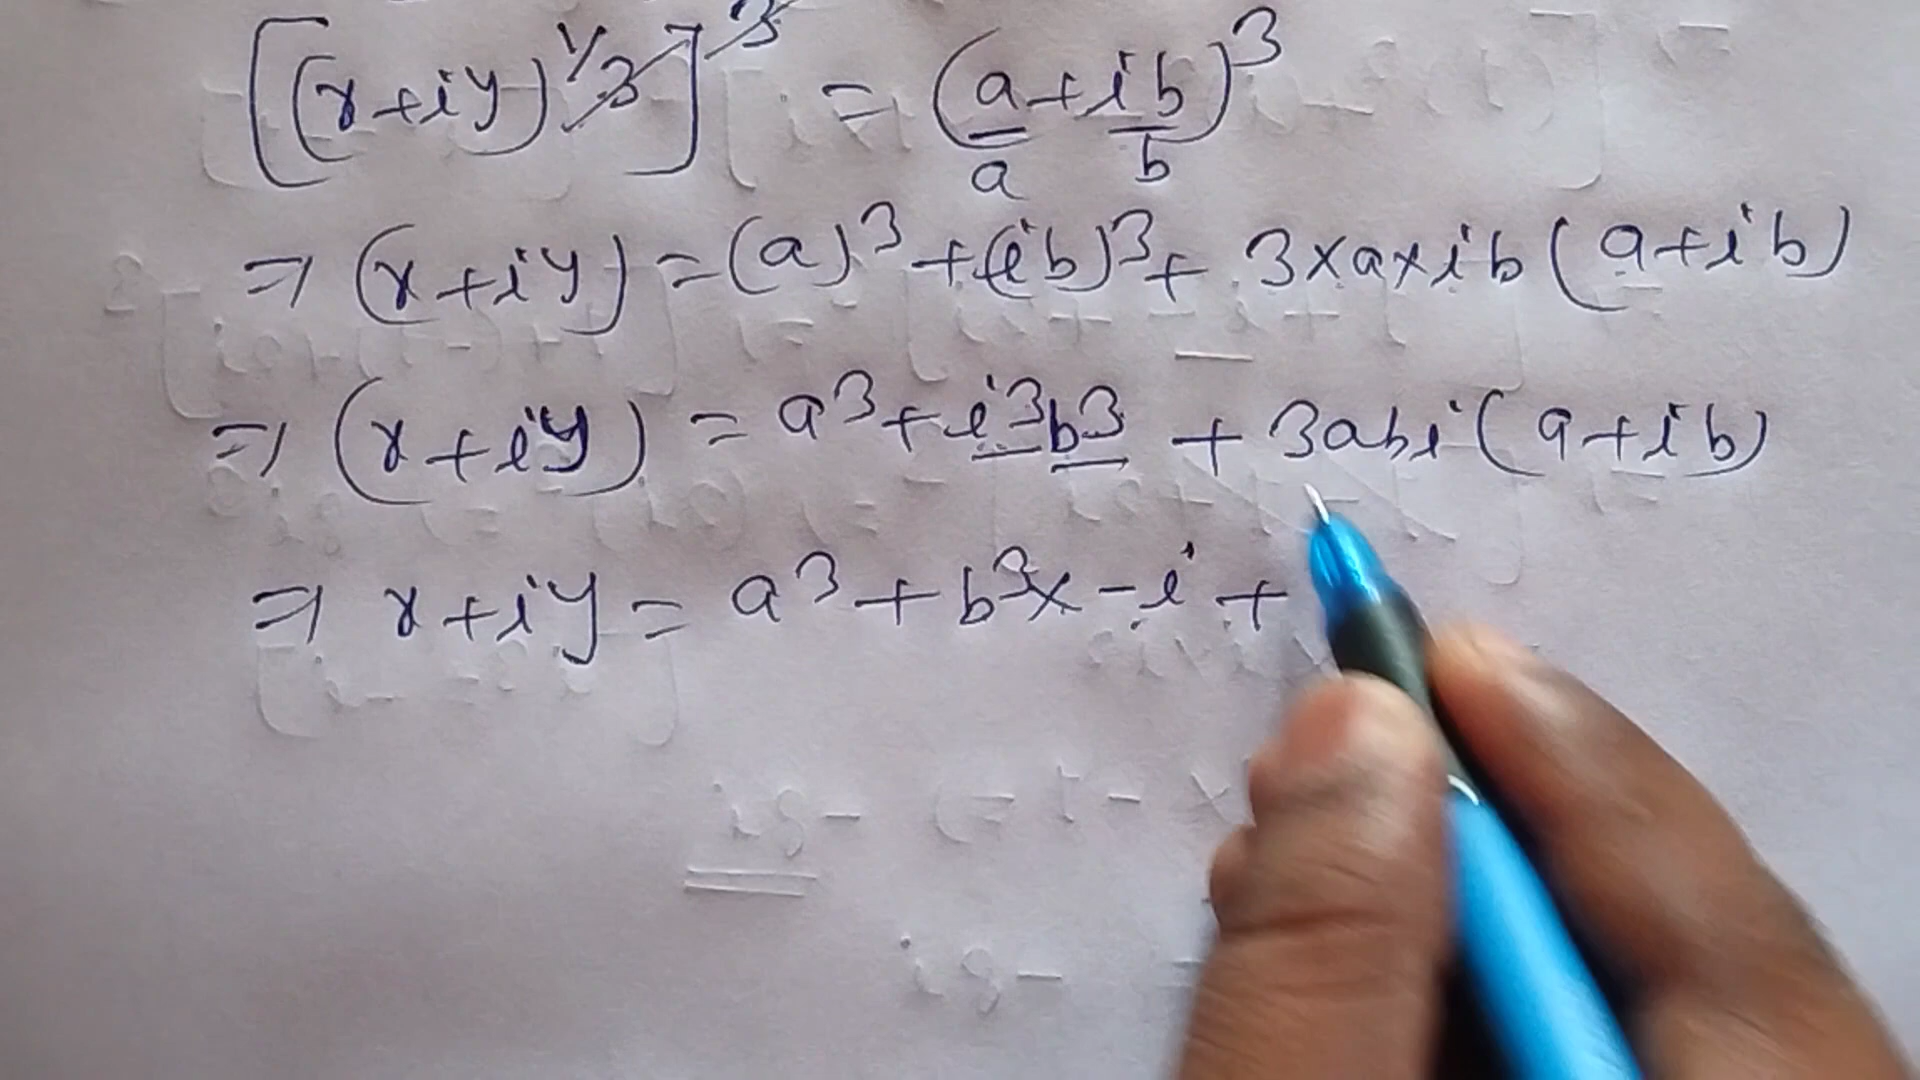 [(x+iy)^1/3]^3 = (a+ib)^3
a b
⇒ (x+iy) = (a)^3 + (ib)^3 + 3×a×ib(a+ib)
⇒ (x+iy) = a^3 + i^3b^3 + 3abi(a+ib)
⇒ x+iy = a^3 + b^3×-i +